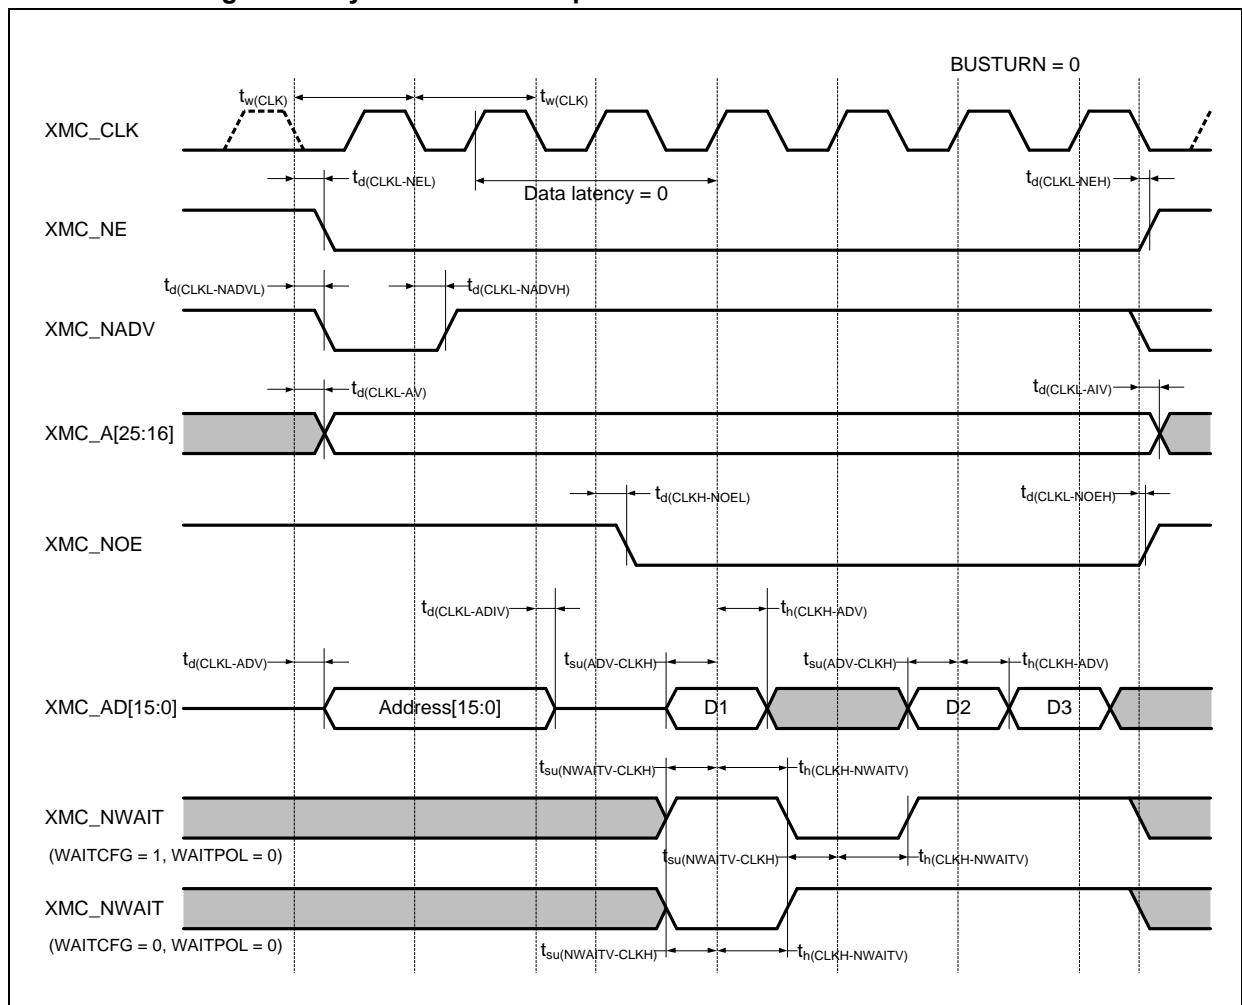 BUSTURN = 0
tw(CLK) tw(CLK)
XMC_CLK
td(CLKL-NEL) td(CLKL-NEH)
Data latency = 0
XMC_NE
td(CLKL-NADVL) td(CLKL-NADVH)
XMC_NADV
td(CLKL-AV) td(CLKL-AIV)
XMC_A[25:16]
td(CLKH-NOEL) td(CLKL-NOEH)
XMC_NOE
td(CLKL-ADIV) th(CLKH-ADV)
td(CLKL-ADV) tsu(ADV-CLKH) tsu(ADV-CLKH) th(CLKH-ADV)
XMC_AD[15:0] Address[15:0] D1 D2 D3
tsu(NWAITV-CLKH) th(CLKH-NWAITV)
XMC_NWAIT
(WAITCFG = 1, WAITPOL = 0) tsu(NWAITV-CLKH) th(CLKH-NWAITV)
XMC_NWAIT
(WAITCFG = 0, WAITPOL = 0) tsu(NWAITV-CLKH) th(CLKH-NWAITV)